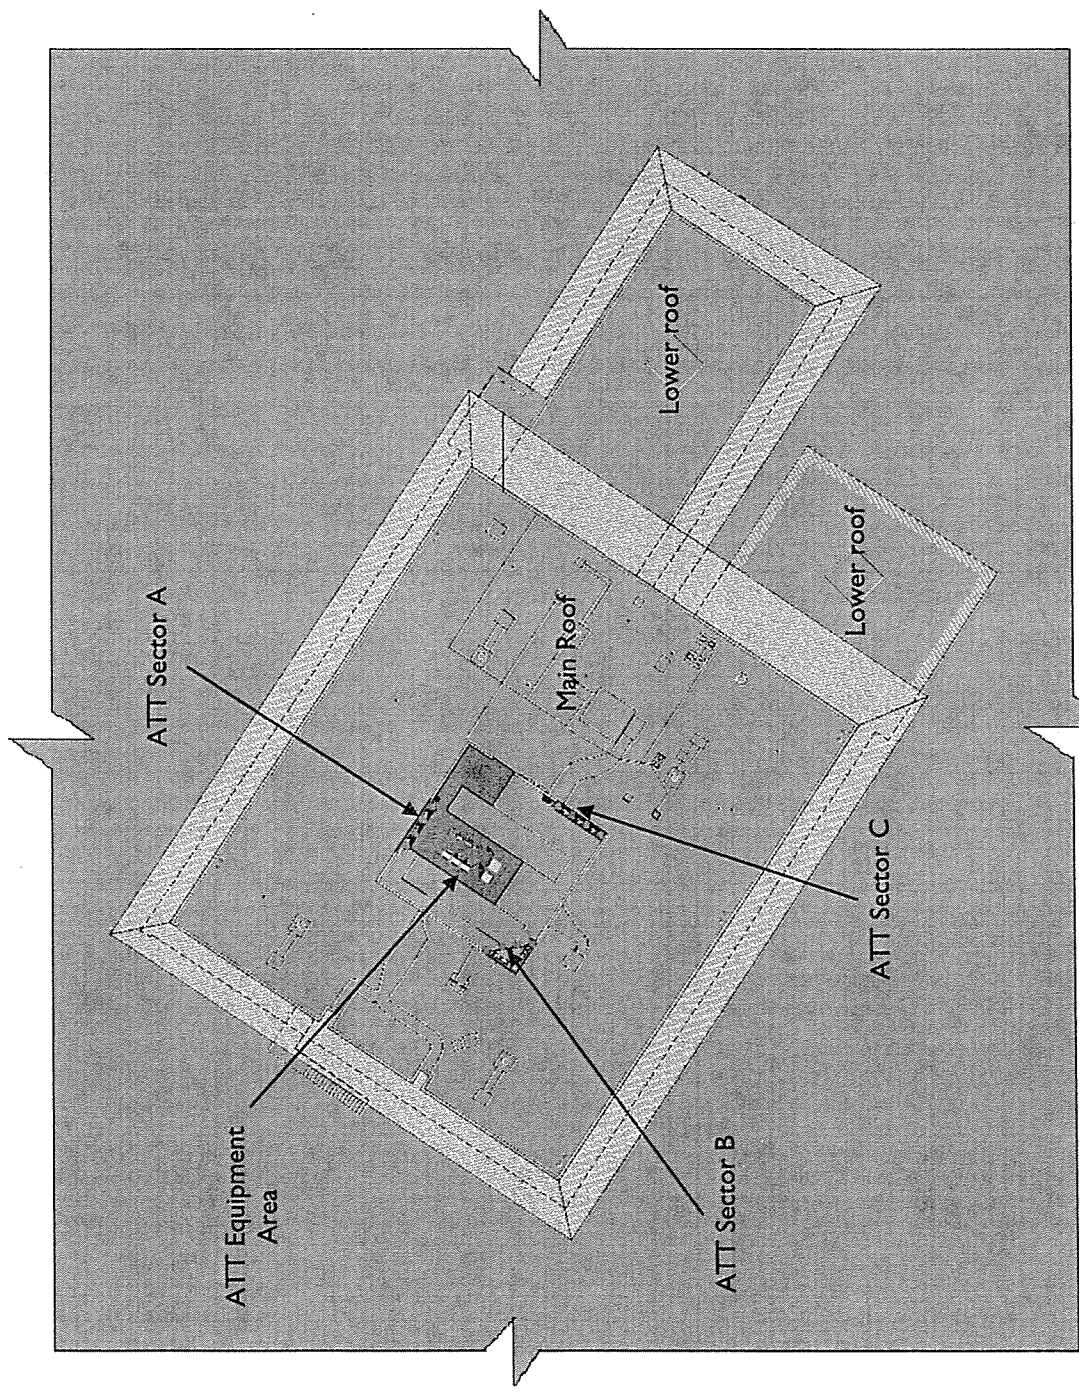 ATT Sector A
ATT Equipment
Area
Main Roof
Lower roof
Lower roof
ATT Sector B
ATT Sector C